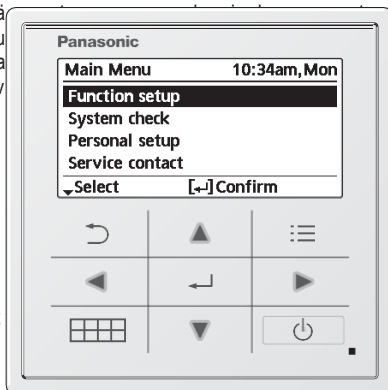 Panasonic
Main Menu 10:34am,Mon
Function setup
System check
Personal setup
Service contact
Select [↵]Confirm